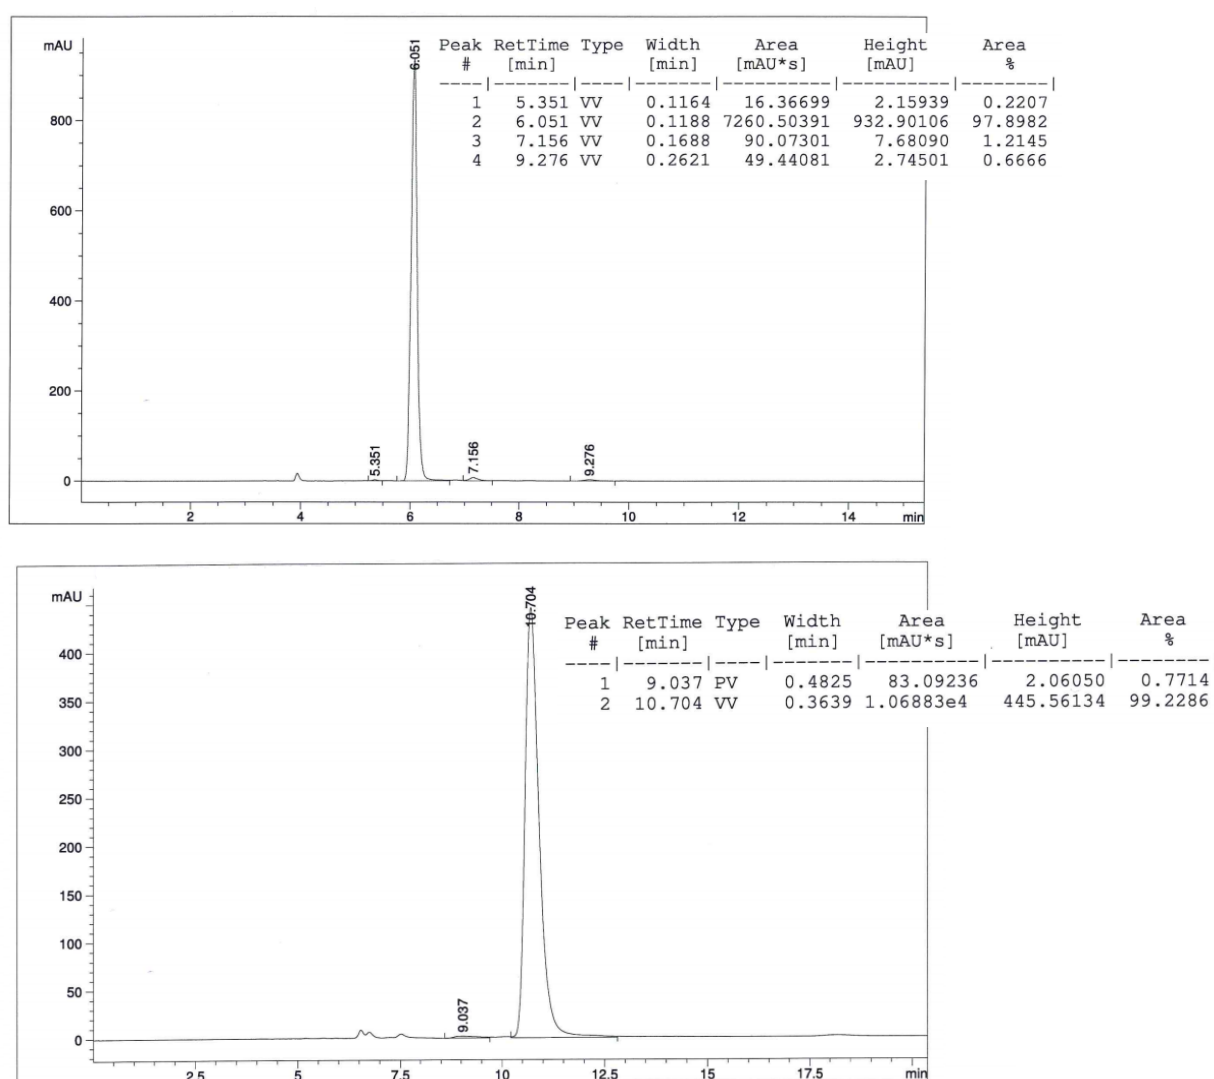 mAU
Peak RetTime Type Width Area Height Area
# [min] [min] [mAU*s] [mAU] %
----|-------|----|-------|----------|----------|--------|
1 5.351 VV 0.1164 16.36699 2.15939 0.2207
2 6.051 VV 0.1188 7260.50391 932.90106 97.8982
3 7.156 VV 0.1688 90.07301 7.68090 1.2145
4 9.276 VV 0.2621 49.44081 2.74501 0.6666
6.051
800
600
400
200
0
5.351
7.156
9.276
2 4 6 8 10 12 14 min
mAU
10.704
Peak RetTime Type Width Area Height Area
# [min] [min] [mAU*s] [mAU] %
----|-------|----|-------|----------|----------|--------
1 9.037 PV 0.4825 83.09236 2.06050 0.7714
2 10.704 VV 0.3639 1.06883e4 445.56134 99.2286
400
350
300
250
200
150
100
50
0
9.037
2.5 5 7.5 10 12.5 15 17.5 min